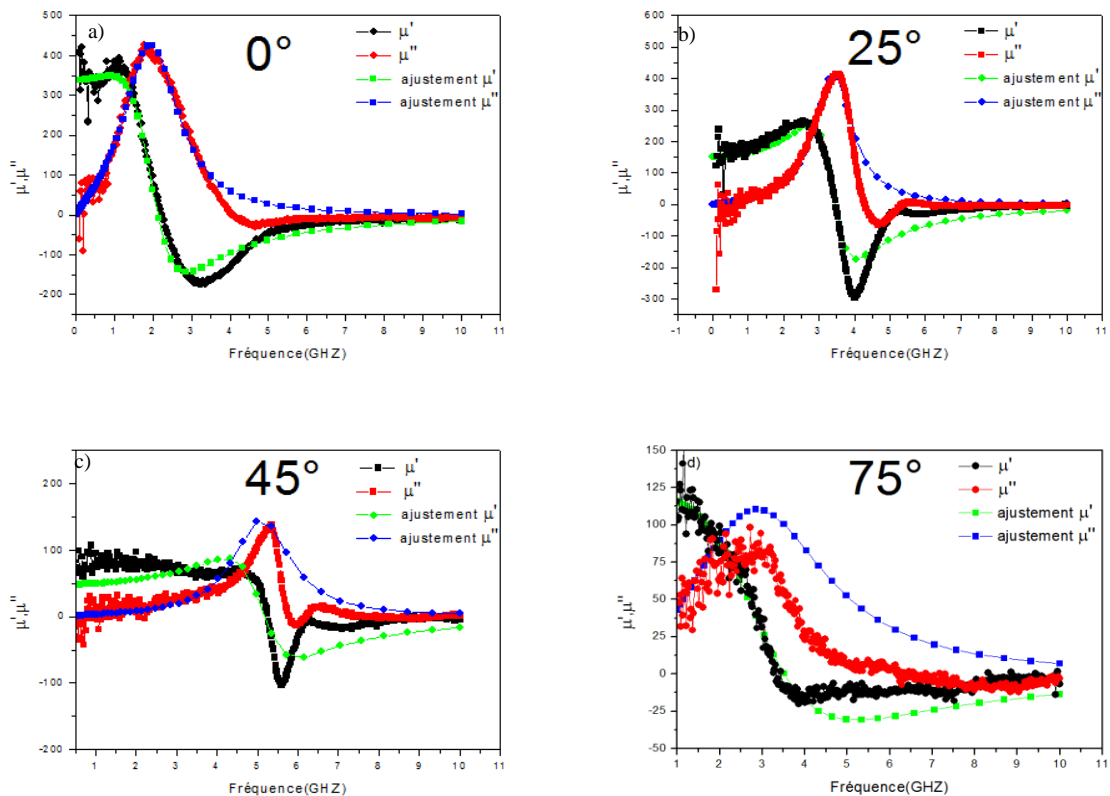 a)
0°
μ'
μ''
ajustement μ'
ajustement μ''
500
400
300
200
100
0
-100
-200
μ',μ''
0 1 2 3 4 5 6 7 8 9 10 11
Fréquence(GHZ)
b)
25°
μ'
μ''
ajustement μ'
ajustement μ''
600
500
400
300
200
100
0
-100
-200
-300
μ',μ''
-1 0 1 2 3 4 5 6 7 8 9 10 11
Fréquence(GHZ)
c)
45°
μ'
μ''
ajustement μ'
ajustement μ''
200
100
0
-100
-200
μ',μ''
1 2 3 4 5 6 7 8 9 10 11
Fréquence(GHZ)
d)
75°
μ'
μ''
ajustement μ'
ajustement μ''
150
125
100
75
50
25
0
-25
-50
μ',μ''
1 2 3 4 5 6 7 8 9 10 11
Fréquence(GHZ)